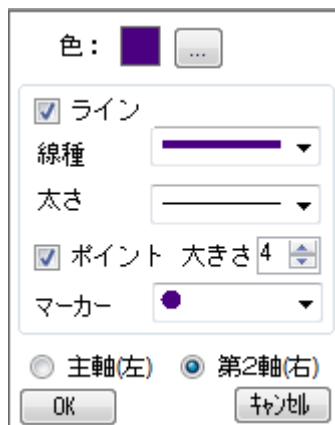 色：
...
ライン
線種
太さ
ポイント 大きさ 4
マーカー
主軸(左) 第2軸(右)
OK ｷｬﾝｾﾙ